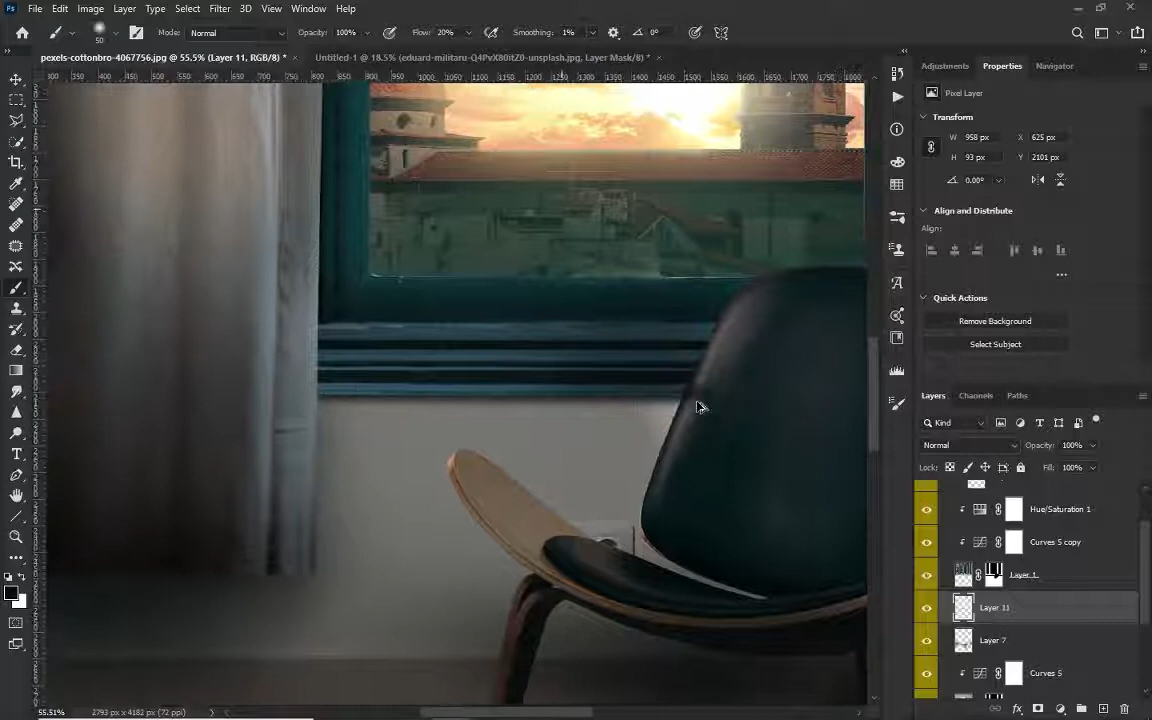 Ps File Edit Image Layer Type Select Filter 3D View Window Help
50 Mode: Normal Opacity: 100% Flow: 20% Smoothing: 1% 0°
pexels-cottonbro-4067756.jpg @ 55.5% (Layer 11, RGB/8) * × Untitled-1 @ 18.5% (eduard-militaru-Q4PvX80itZ0-unsplash.jpg, Layer Mask/8) * ×
Adjustments Properties Navigator
Pixel Layer
Transform
W 958 px X 625 px
H 93 px Y 2101 px
0.00°
Align and Distribute
Align:
Quick Actions
Remove Background
Select Subject
Layers Channels Paths
Kind
Normal Opacity: 100%
Lock: Fill: 100%
Hue/Saturation 1
Curves 5 copy
Layer 1
Layer 11
Layer 7
Curves 5
55.51% 2793 px x 4182 px (72 ppi)